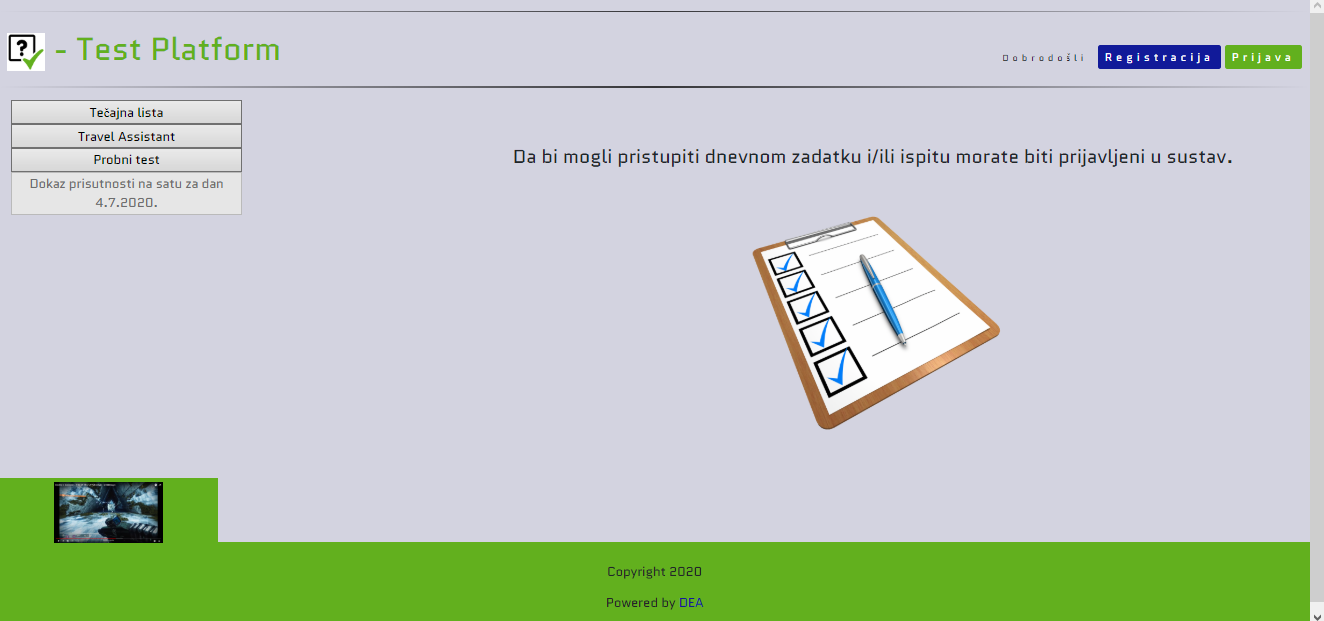 ? - Test Platform
Dobrodošli Registracija Prijava
Tečajna lista
Travel Assistant
Probni test
Dokaz prisutnosti na satu za dan
4.7.2020.
Da bi mogli pristupiti dnevnom zadatku i/ili ispitu morate biti prijavljeni u sustav.
Copyright 2020
Powered by DEA